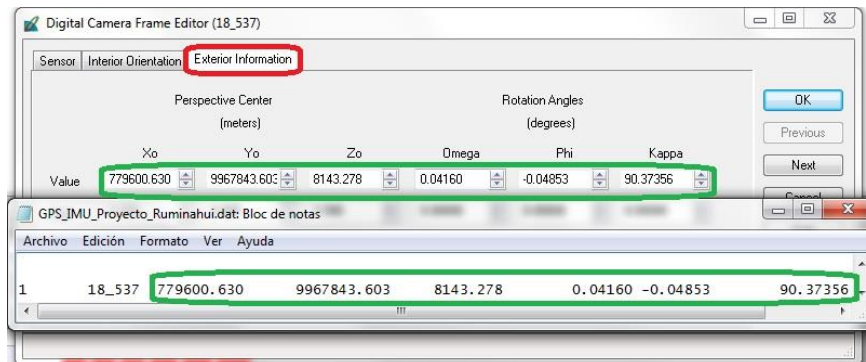 Digital Camera Frame Editor (18_537)
Sensor Interior Orientation Exterior Information
Perspective Center Rotation Angles
(meters) (degrees)
Xo Yo Zo Omega Phi Kappa
Value 779600.630 9967843.603 8143.278 0.04160 -0.04853 90.37356
OK
Previous
Next
Cancel
GPS_IMU_Proyecto_Ruminahui.dat: Bloc de notas
Archivo Edición Formato Ver Ayuda
1 18_537 779600.630 9967843.603 8143.278 0.04160 -0.04853 90.37356